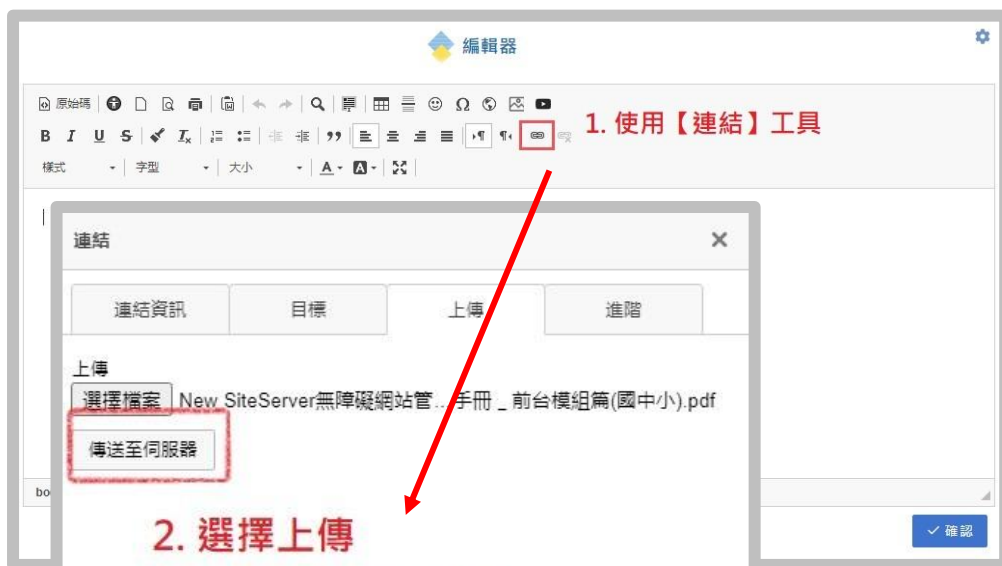 編輯器
原始碼
1. 使用【連結】工具
樣式 字型 大小
連結
連結資訊 目標 上傳 進階
上傳
選擇檔案 New SiteServer無障礙網站管...手冊 _ 前台模組篇(國中小).pdf
傳送至伺服器
bo
確認
2. 選擇上傳